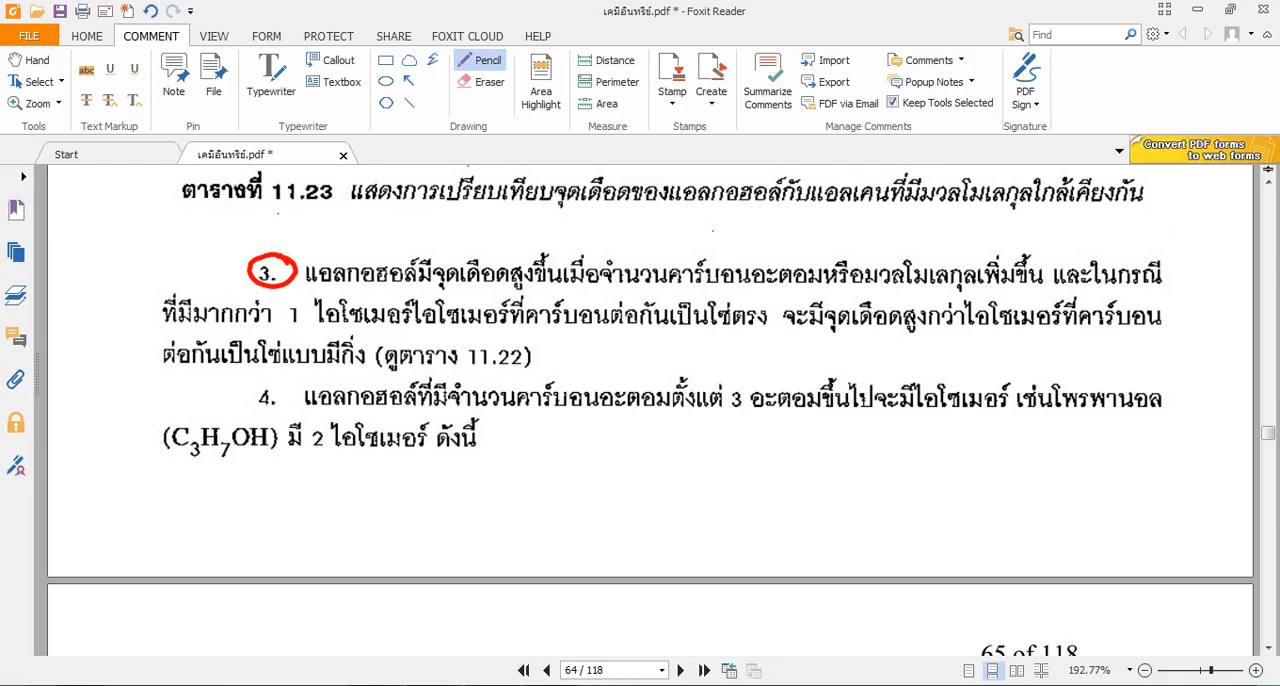 เคมีอินทรีย์.pdf * - Foxit Reader
FILE HOME COMMENT VIEW FORM PROTECT SHARE FOXIT CLOUD HELP Find
Hand
Select
Zoom
Tools
abc U U
T T T
Text Markup
Note File
Pin
Typewriter Callout
Textbox
Typewriter
Pencil
Eraser
Area Highlight
Drawing
Distance
Perimeter
Area
Measure
Stamp Create
Stamps
Summarize Comments
Import
Export
FDF via Email
Comments
Popup Notes
Keep Tools Selected
Manage Comments
PDF Sign
Signature
Start เคมีอินทรีย์.pdf *
Convert PDF forms
to web forms
ตารางที่ 11.23 แสดงการเปรียบเทียบจุดเดือดของแอลกอฮอล์กับแอลเคนที่มีมวลโมเลกุลใกล้เคียงกัน
3. แอลกอฮอล์มีจุดเดือดสูงขึ้นเมื่อจำนวนคาร์บอนอะตอมหรือมวลโมเลกุลเพิ่มขึ้น และในกรณี
ที่มีมากกว่า 1 ไอโซเมอร์ไอโซเมอร์ที่คาร์บอนต่อกันเป็นโซ่ตรง จะมีจุดเดือดสูงกว่าไอโซเมอร์ที่คาร์บอน
ต่อกันเป็นโซ่แบบมีกิ่ง (ดูตาราง 11.22)
4. แอลกอฮอล์ที่มีจำนวนคาร์บอนอะตอมตั้งแต่ 3 อะตอมขึ้นไปจะมีไอโซเมอร์ เช่นโพรพานอล
(C3H7OH) มี 2 ไอโซเมอร์ ดังนี้
65 of 118
64 / 118 192.77%